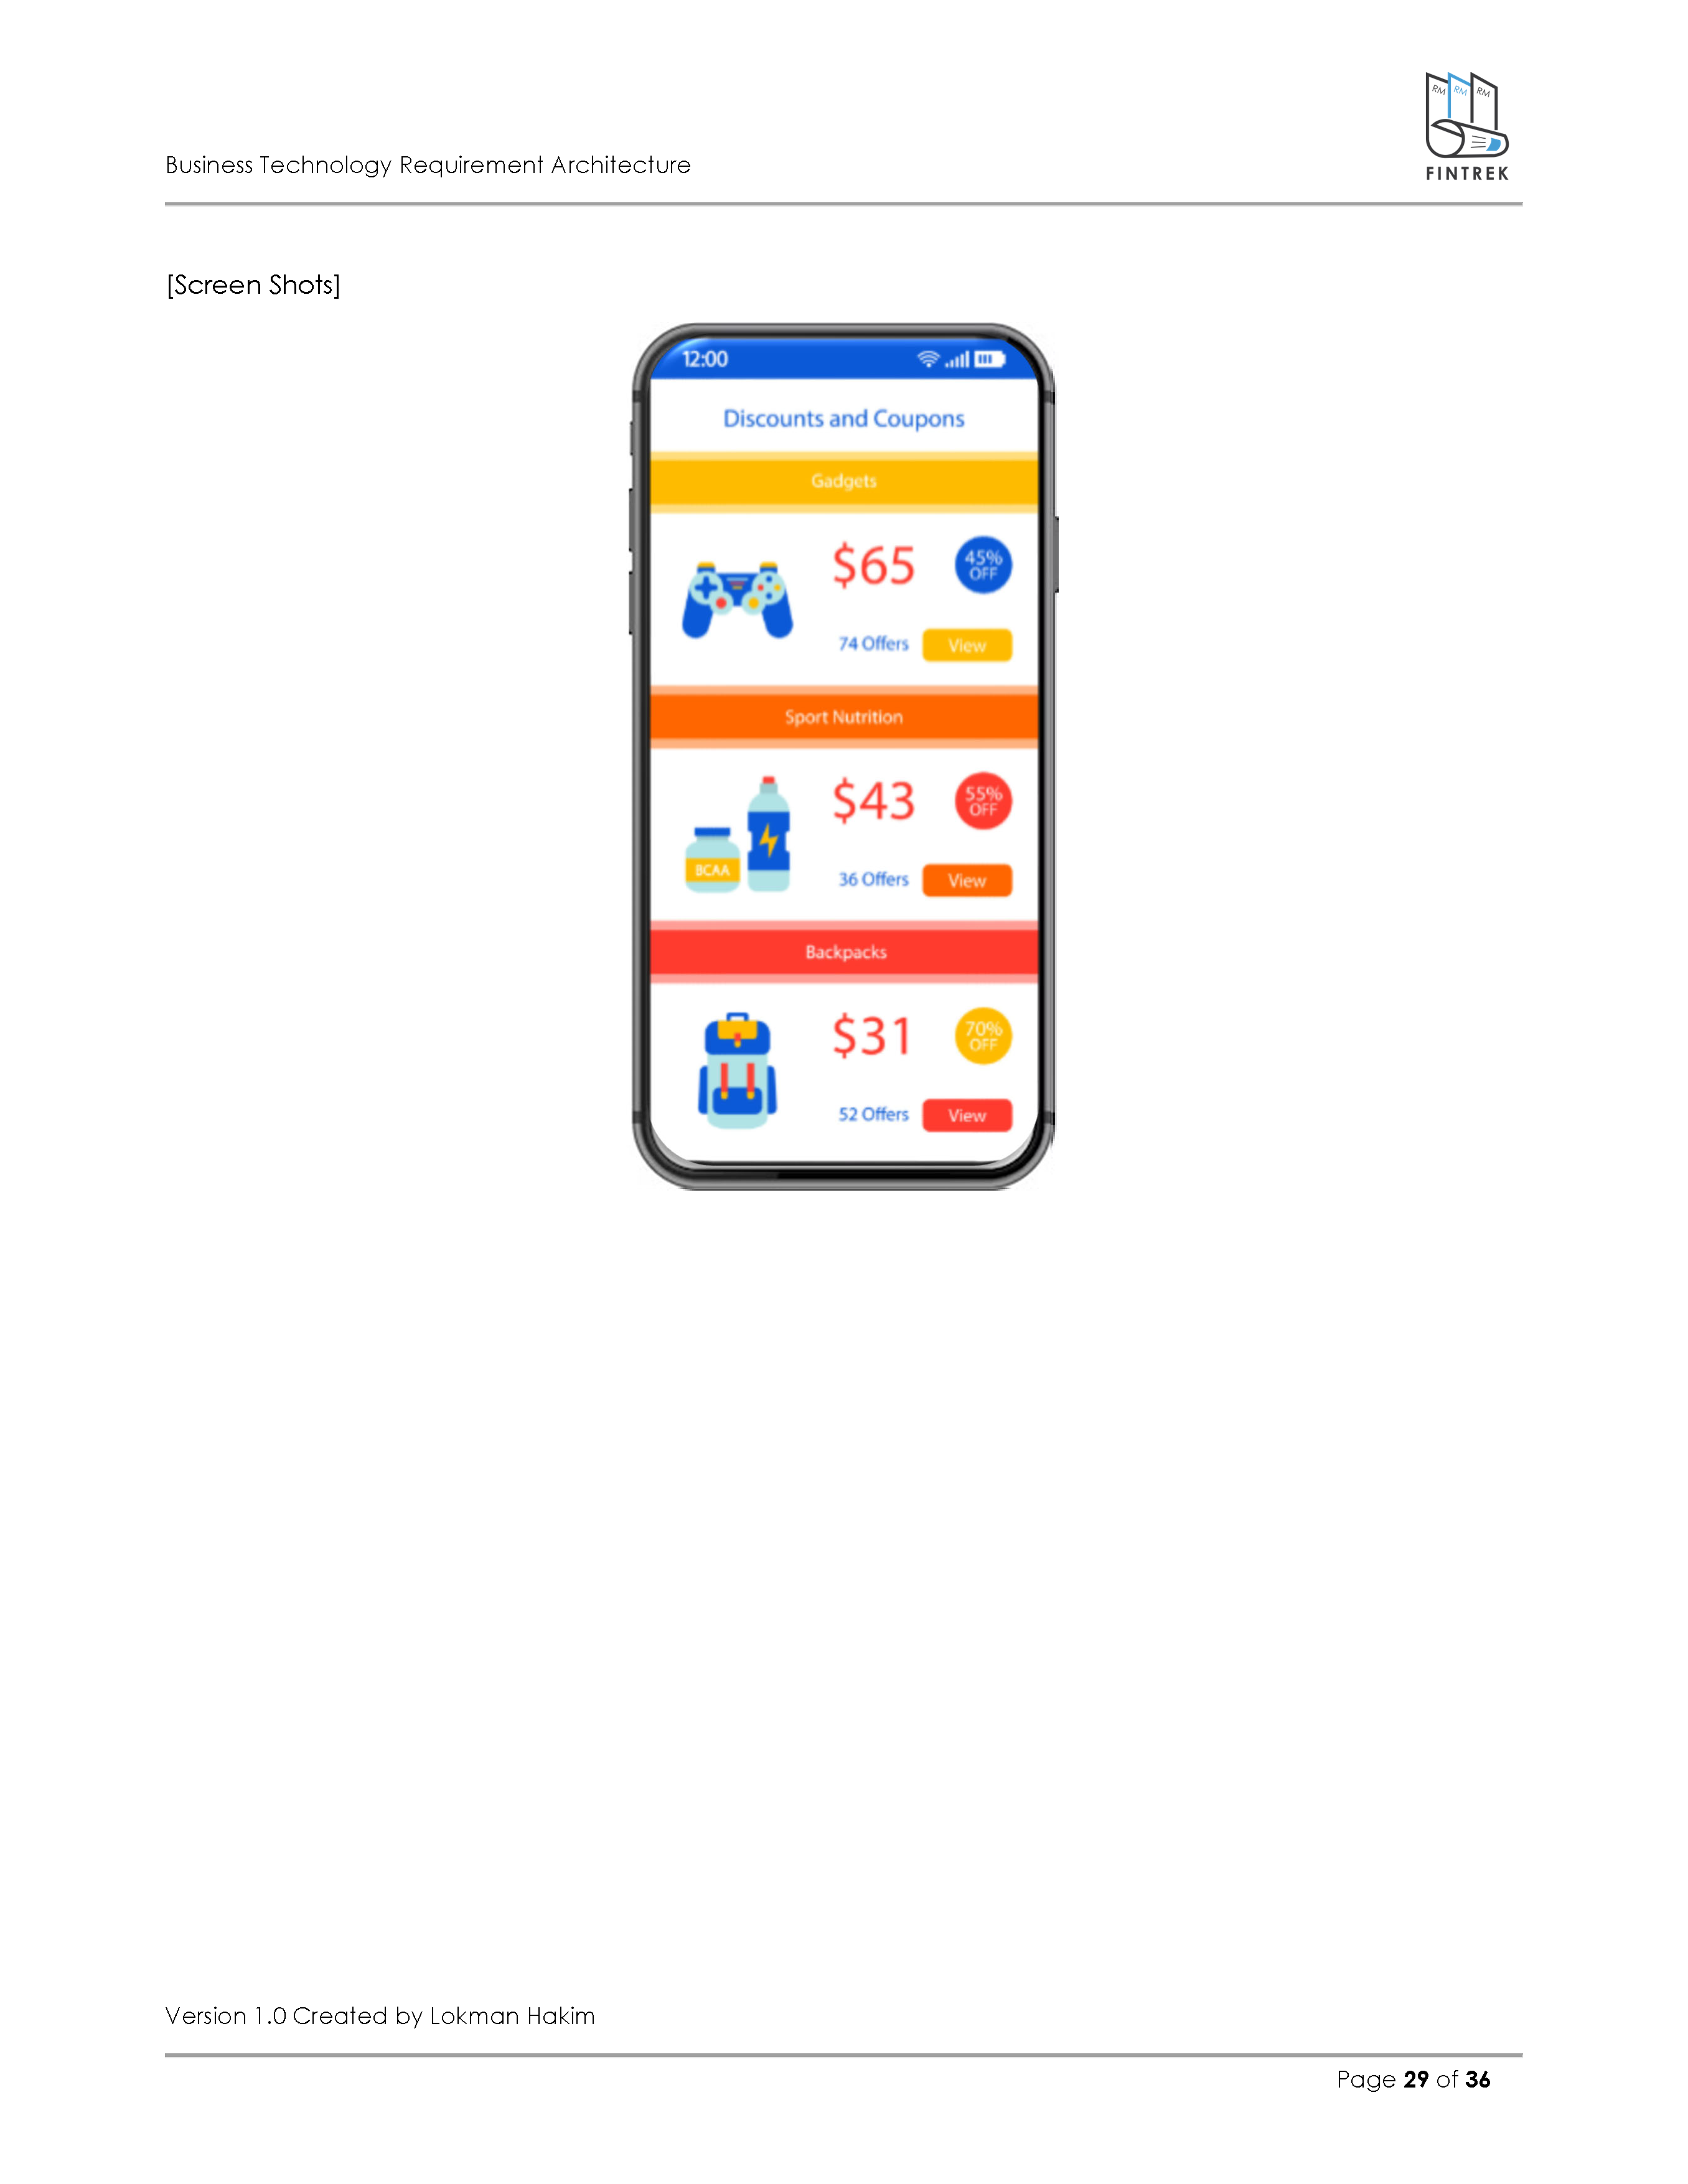 RM RM RM
FINTREK
Business Technology Requirement Architecture
[Screen Shots]
12:00
Discounts and Coupons
Gadgets
$65
45%
OFF
74 Offers
View
Sport Nutrition
$43
55%
OFF
BCAA
36 Offers
View
Backpacks
$31
70%
OFF
52 Offers
View
Version 1.0 Created by Lokman Hakim
Page 29 of 36